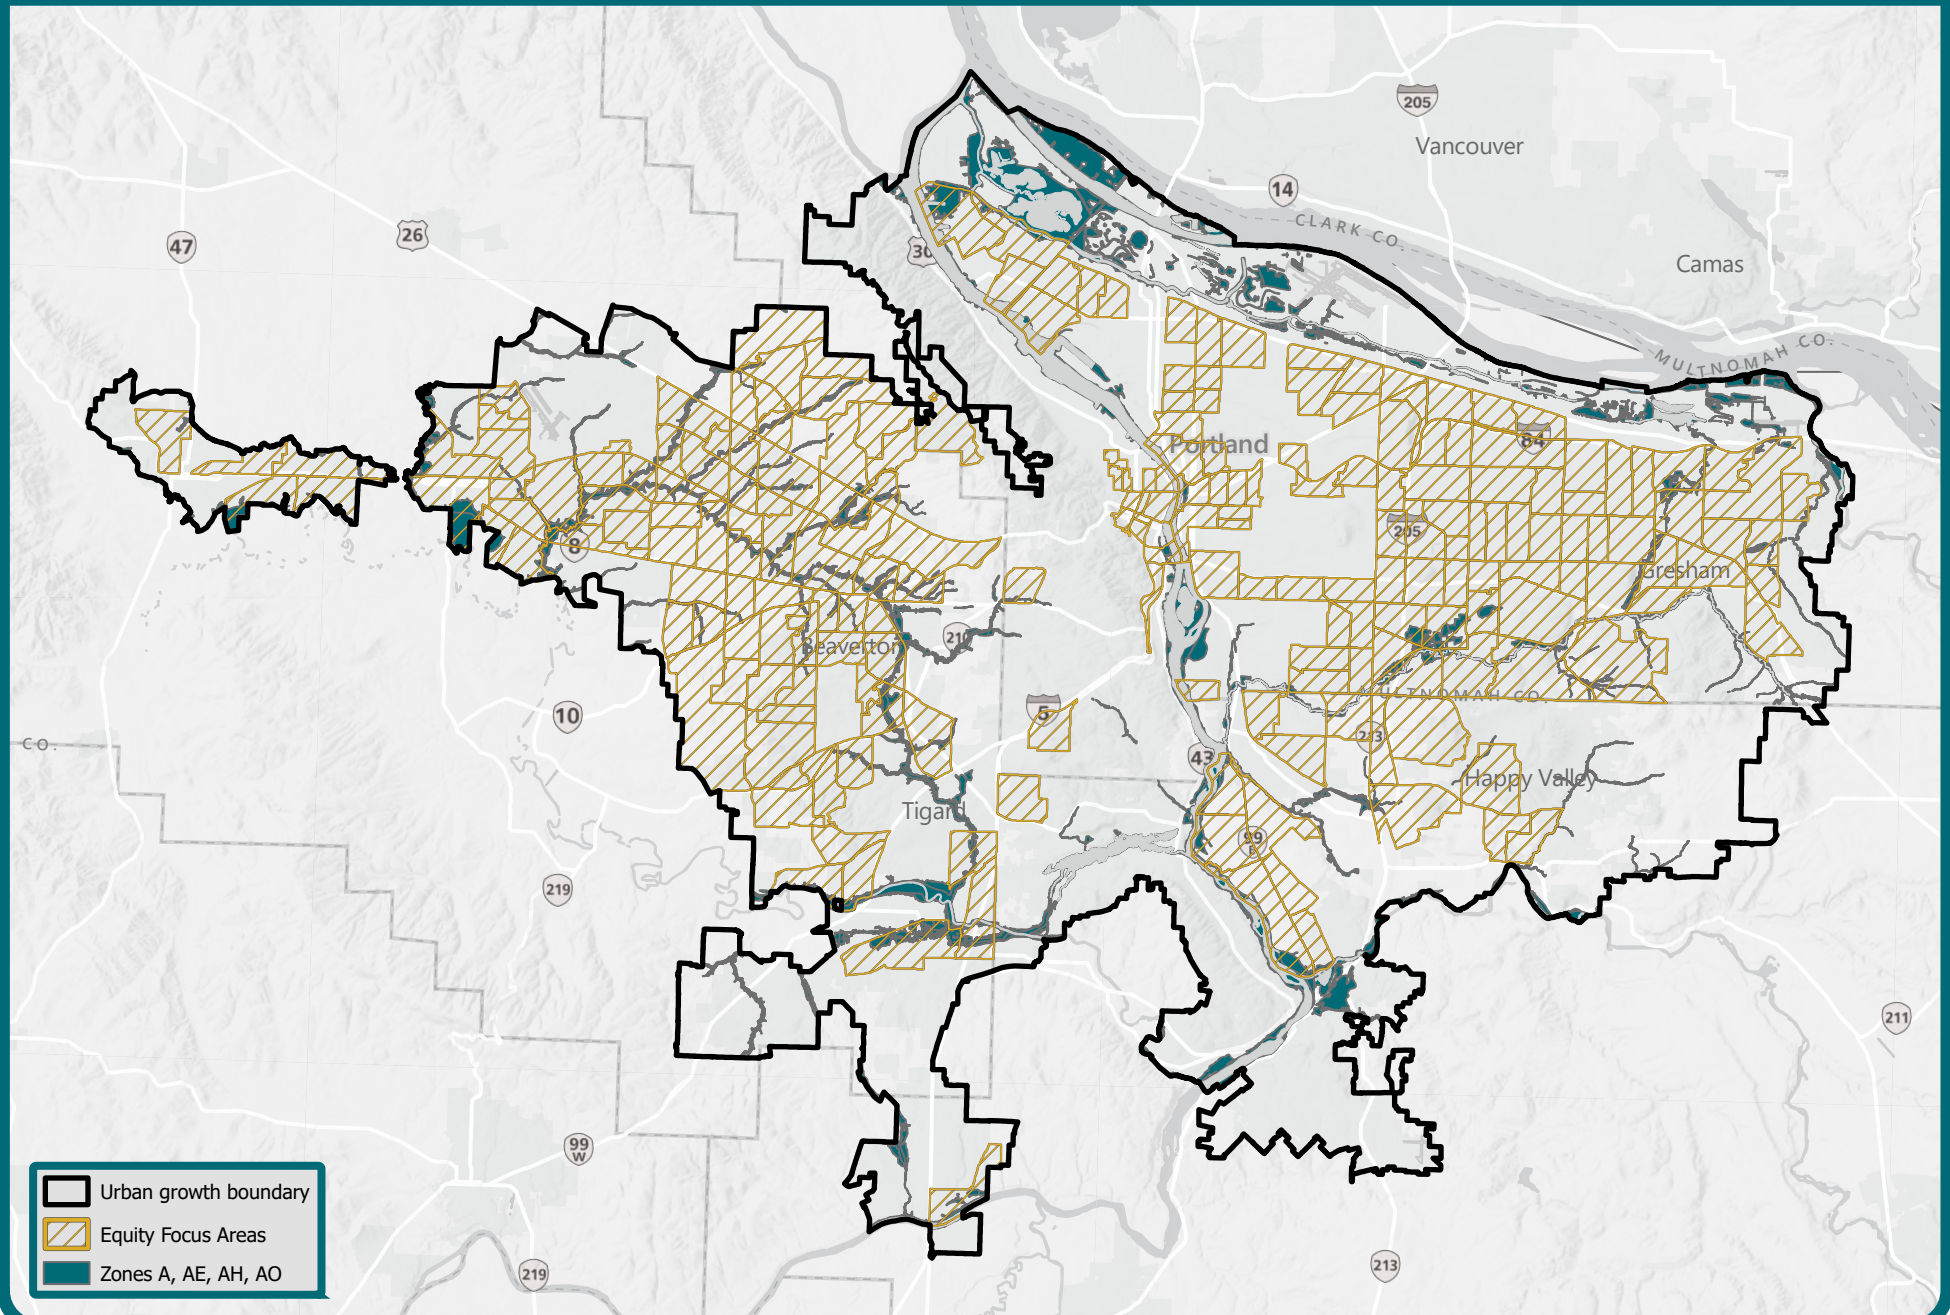 205
Vancouver
14
CLARK CO.
47
26
30
Camas
MULTNOMAH CO.
Portland
84
205
8
Gresham
Beaverton
210
MULTNOMAH CO.
10
5
213
CO.
43
Happy Valley
Tigard
99
E
219
211
99
W
Urban growth boundary
Equity Focus Areas
Zones A, AE, AH, AO
219
213